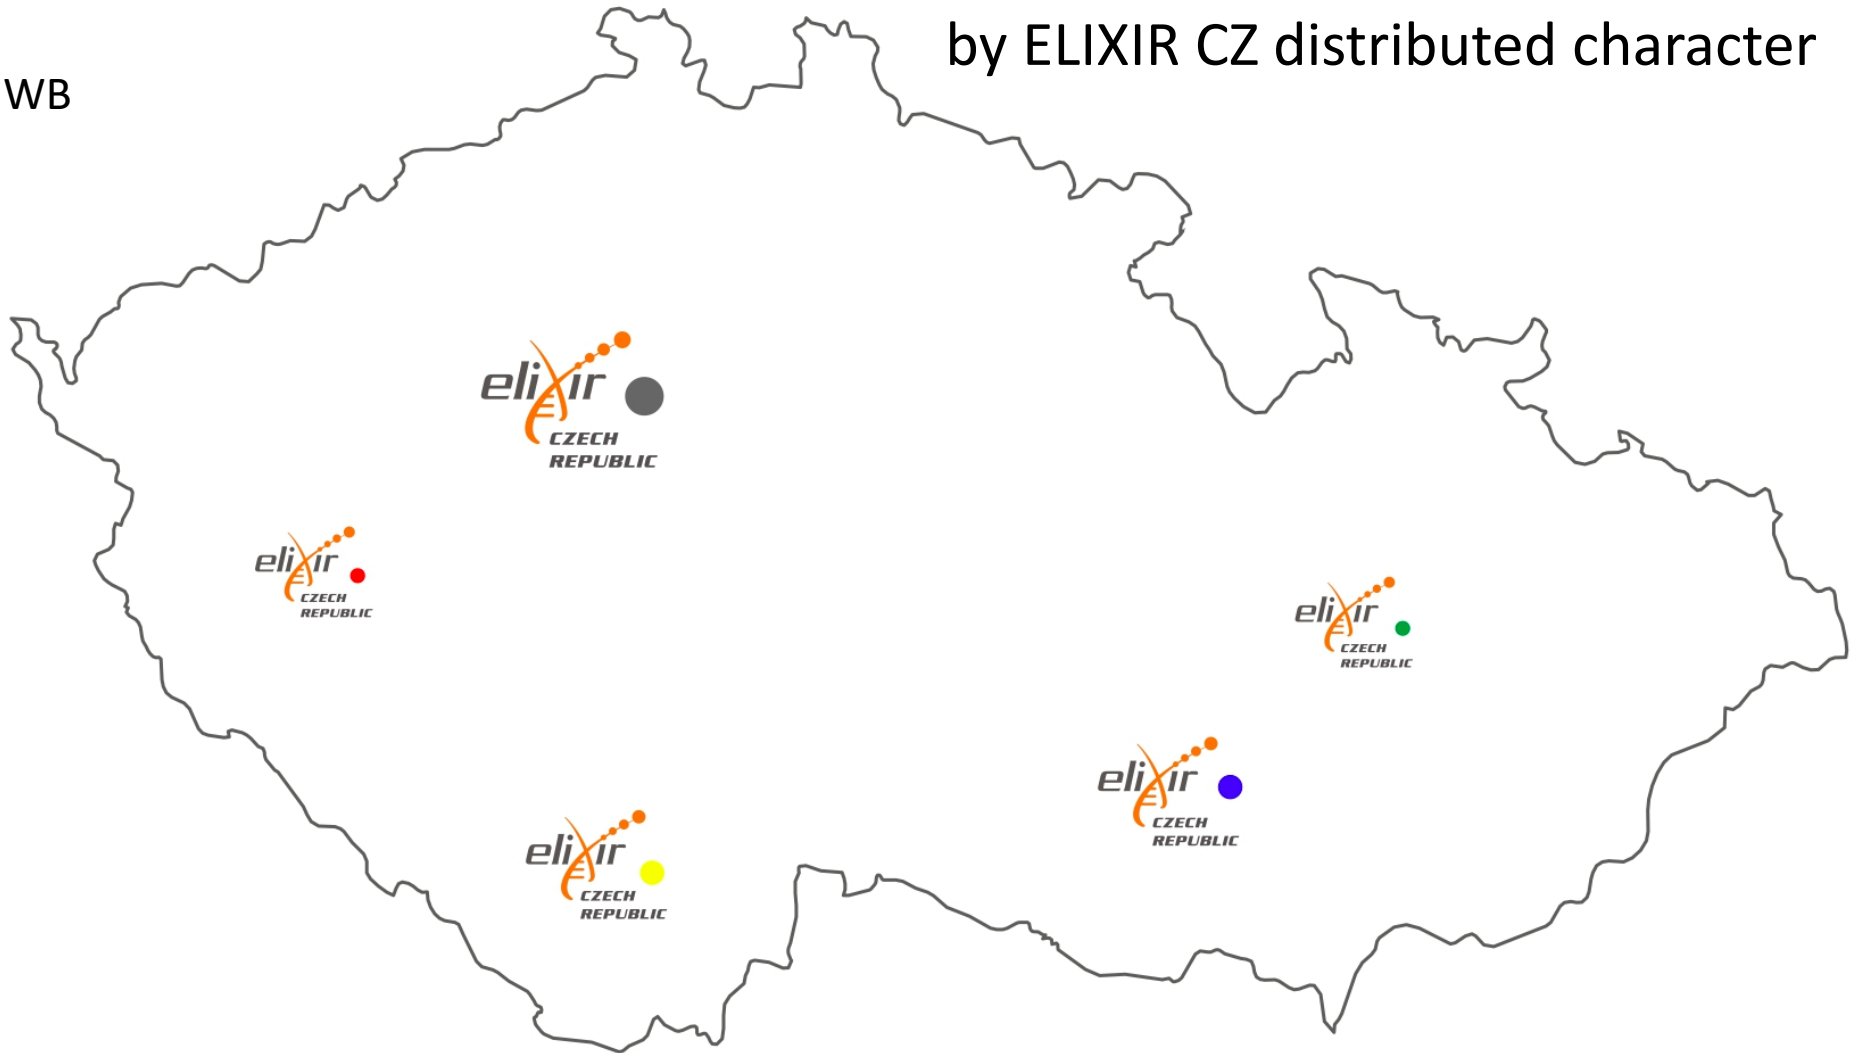 by ELIXIR CZ distributed character
WB
elixir
CZECH
REPUBLIC
elixir
CZECH
REPUBLIC
elixir
CZECH
REPUBLIC
elixir
CZECH
REPUBLIC
elixir
CZECH
REPUBLIC